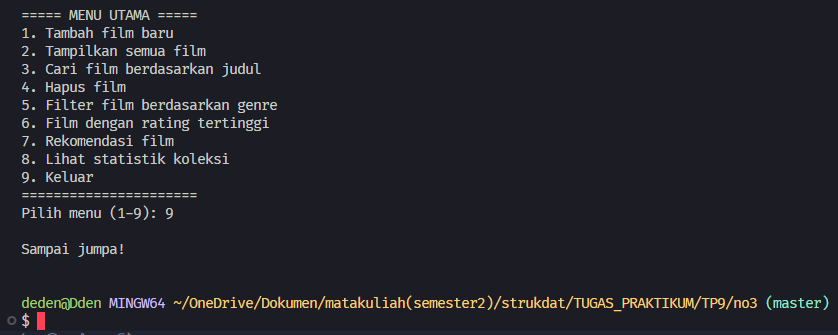 ===== MENU UTAMA =====
1. Tambah film baru
2. Tampilkan semua film
3. Cari film berdasarkan judul
4. Hapus film
5. Filter film berdasarkan genre
6. Film dengan rating tertinggi
7. Rekomendasi film
8. Lihat statistik koleksi
9. Keluar
======================
Pilih menu (1-9): 9
Sampai jumpa!
deden@Dden MINGW64 ~/OneDrive/Dokumen/matakuliah(semester2)/strukdat/TUGAS_PRAKTIKUM/TP9/no3 (master)
$